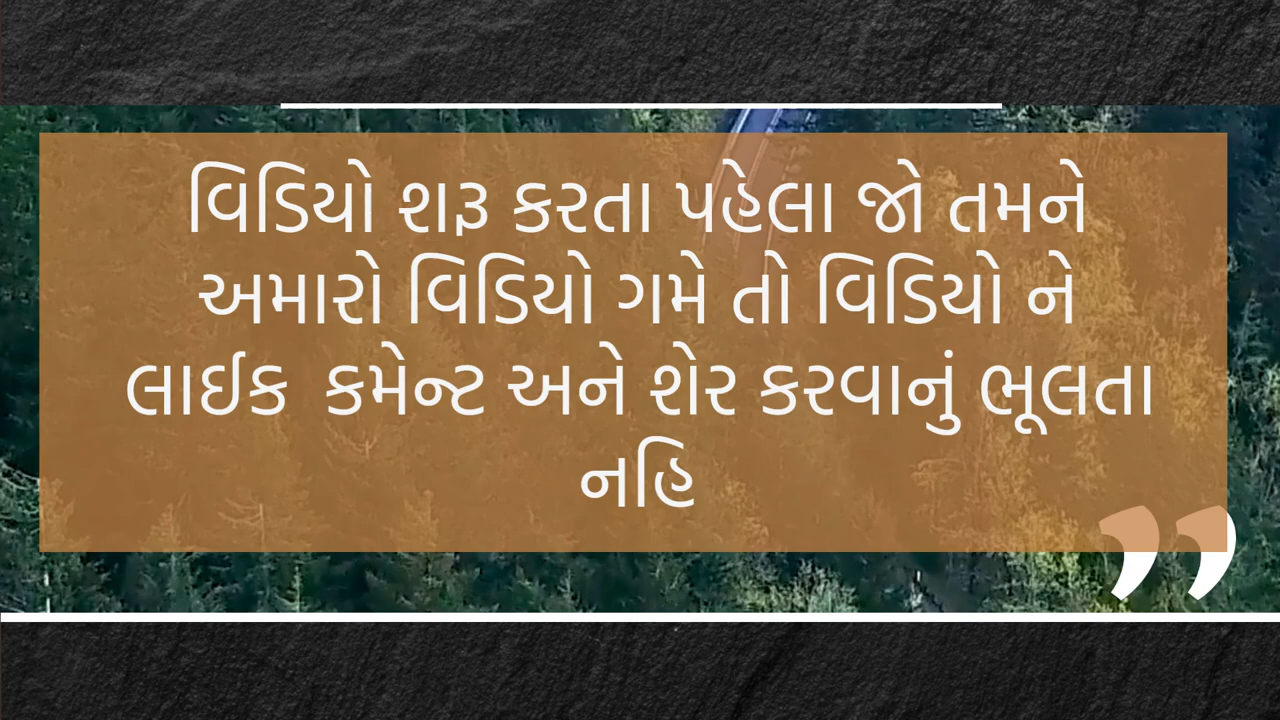 વિડિયો શરૂ કરતા પહેલા જો તમને
અમારો વિડિયો ગમે તો વિડિયો ને
લાઈક  કમેન્ટ અને શેર કરવાનું ભૂલતા
નહિ
”